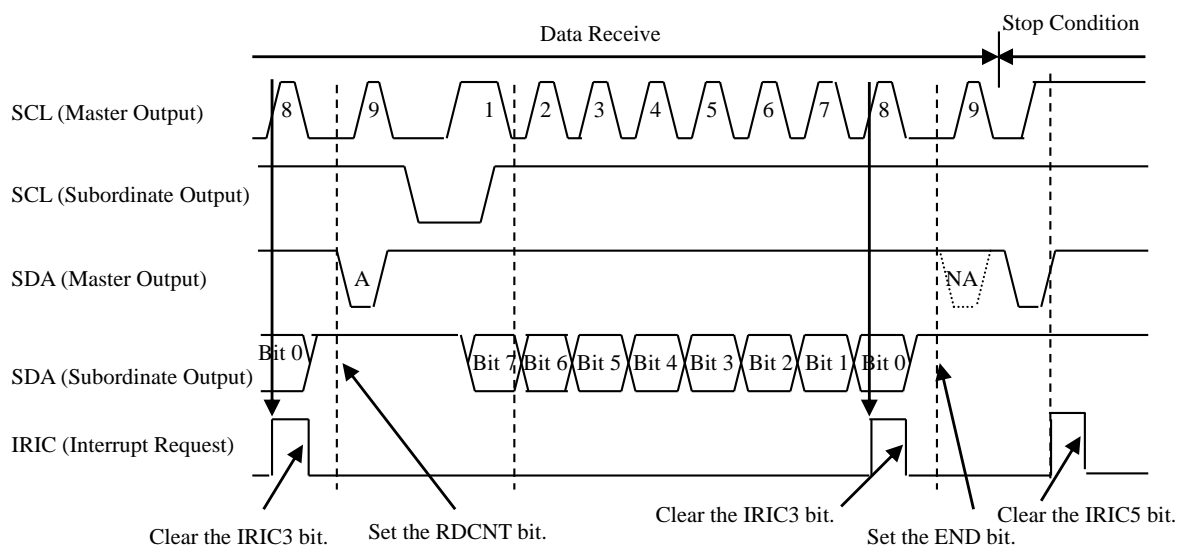 Data Receive
Stop Condition
SCL (Master Output)
8 9 1 2 3 4 5 6 7 8 9
SCL (Subordinate Output)
SDA (Master Output)
A NA
SDA (Subordinate Output)
Bit 0 Bit 7 Bit 6 Bit 5 Bit 4 Bit 3 Bit 2 Bit 1 Bit 0
IRIC (Interrupt Request)
Clear the IRIC3 bit.
Set the RDCNT bit.
Clear the IRIC3 bit.
Set the END bit.
Clear the IRIC5 bit.